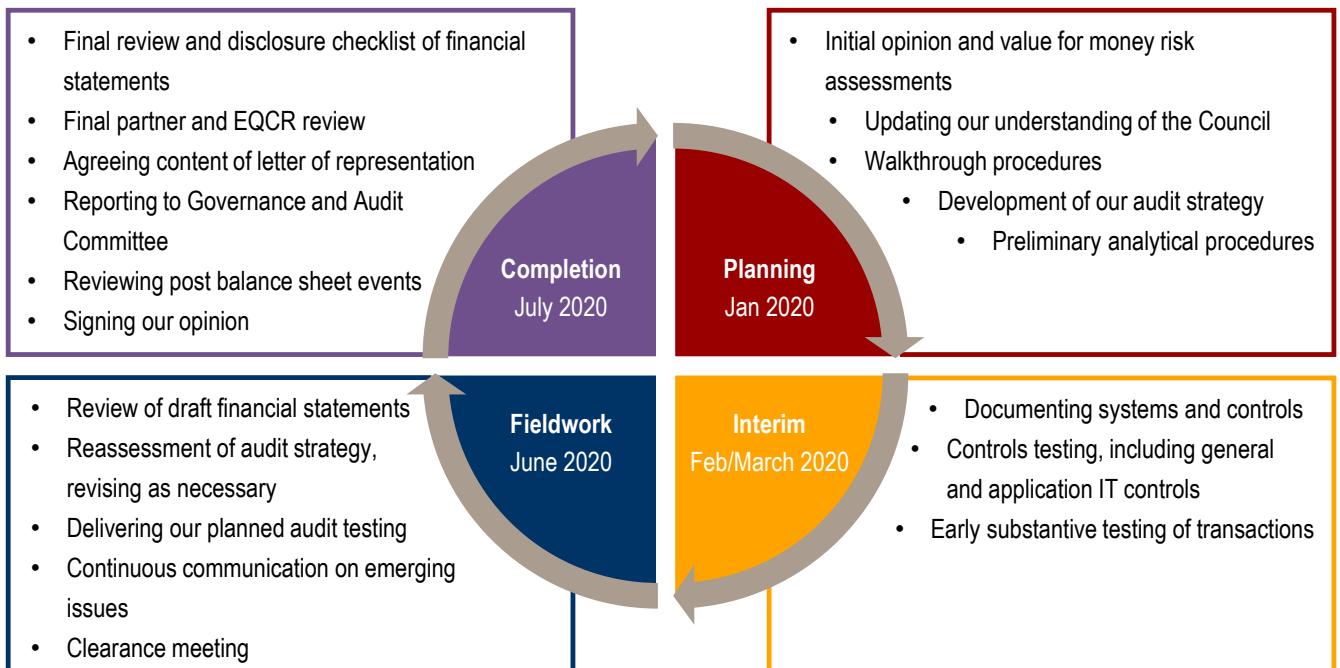 • Final review and disclosure checklist of financial
statements
• Final partner and EQCR review
• Agreeing content of letter of representation
• Reporting to Governance and Audit
Committee
• Reviewing post balance sheet events
• Signing our opinion
Completion
July 2020
• Initial opinion and value for money risk
assessments
• Updating our understanding of the Council
• Walkthrough procedures
• Development of our audit strategy
• Preliminary analytical procedures
Planning
Jan 2020
• Review of draft financial statements
• Reassessment of audit strategy,
revising as necessary
• Delivering our planned audit testing
• Continuous communication on emerging
issues
• Clearance meeting
Fieldwork
June 2020
Interim
Feb/March 2020
• Documenting systems and controls
• Controls testing, including general
and application IT controls
• Early substantive testing of transactions